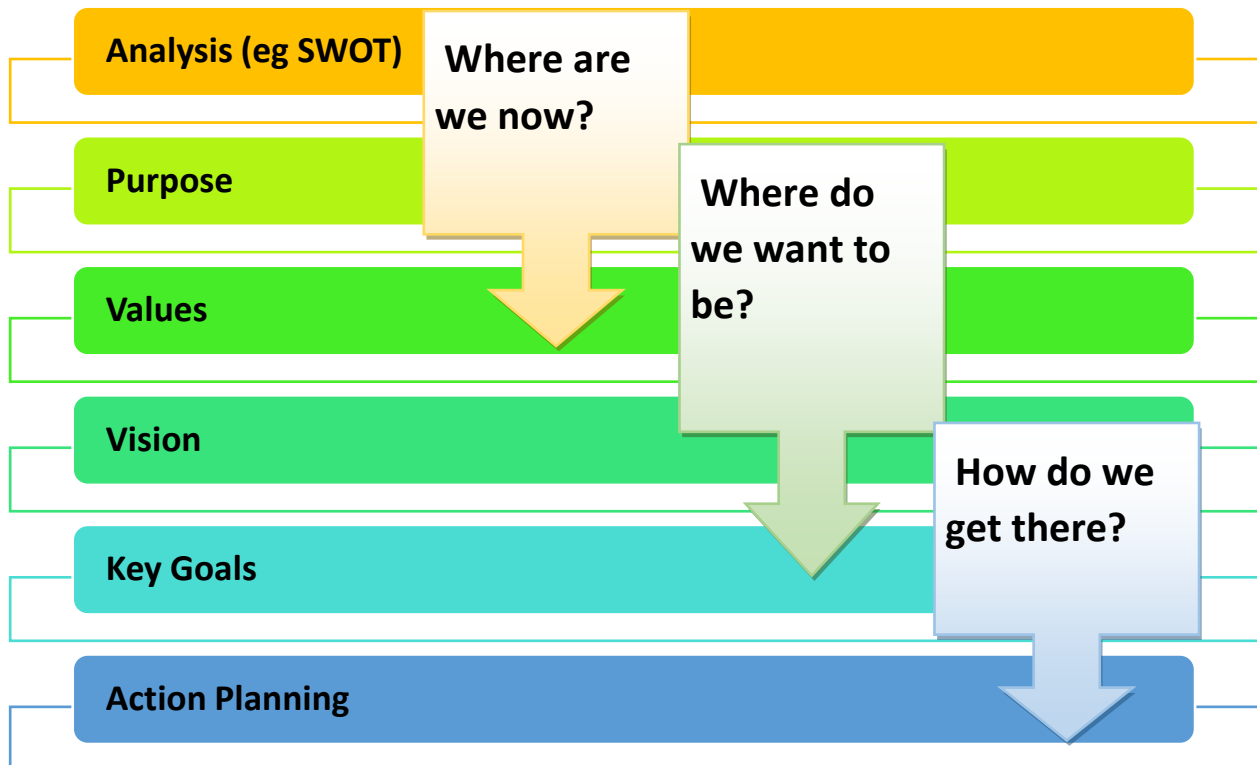 Analysis (eg SWOT)
Where are
we now?
Purpose
Where do
we want to
be?
Values
Vision
How do we
get there?
Key Goals
Action Planning